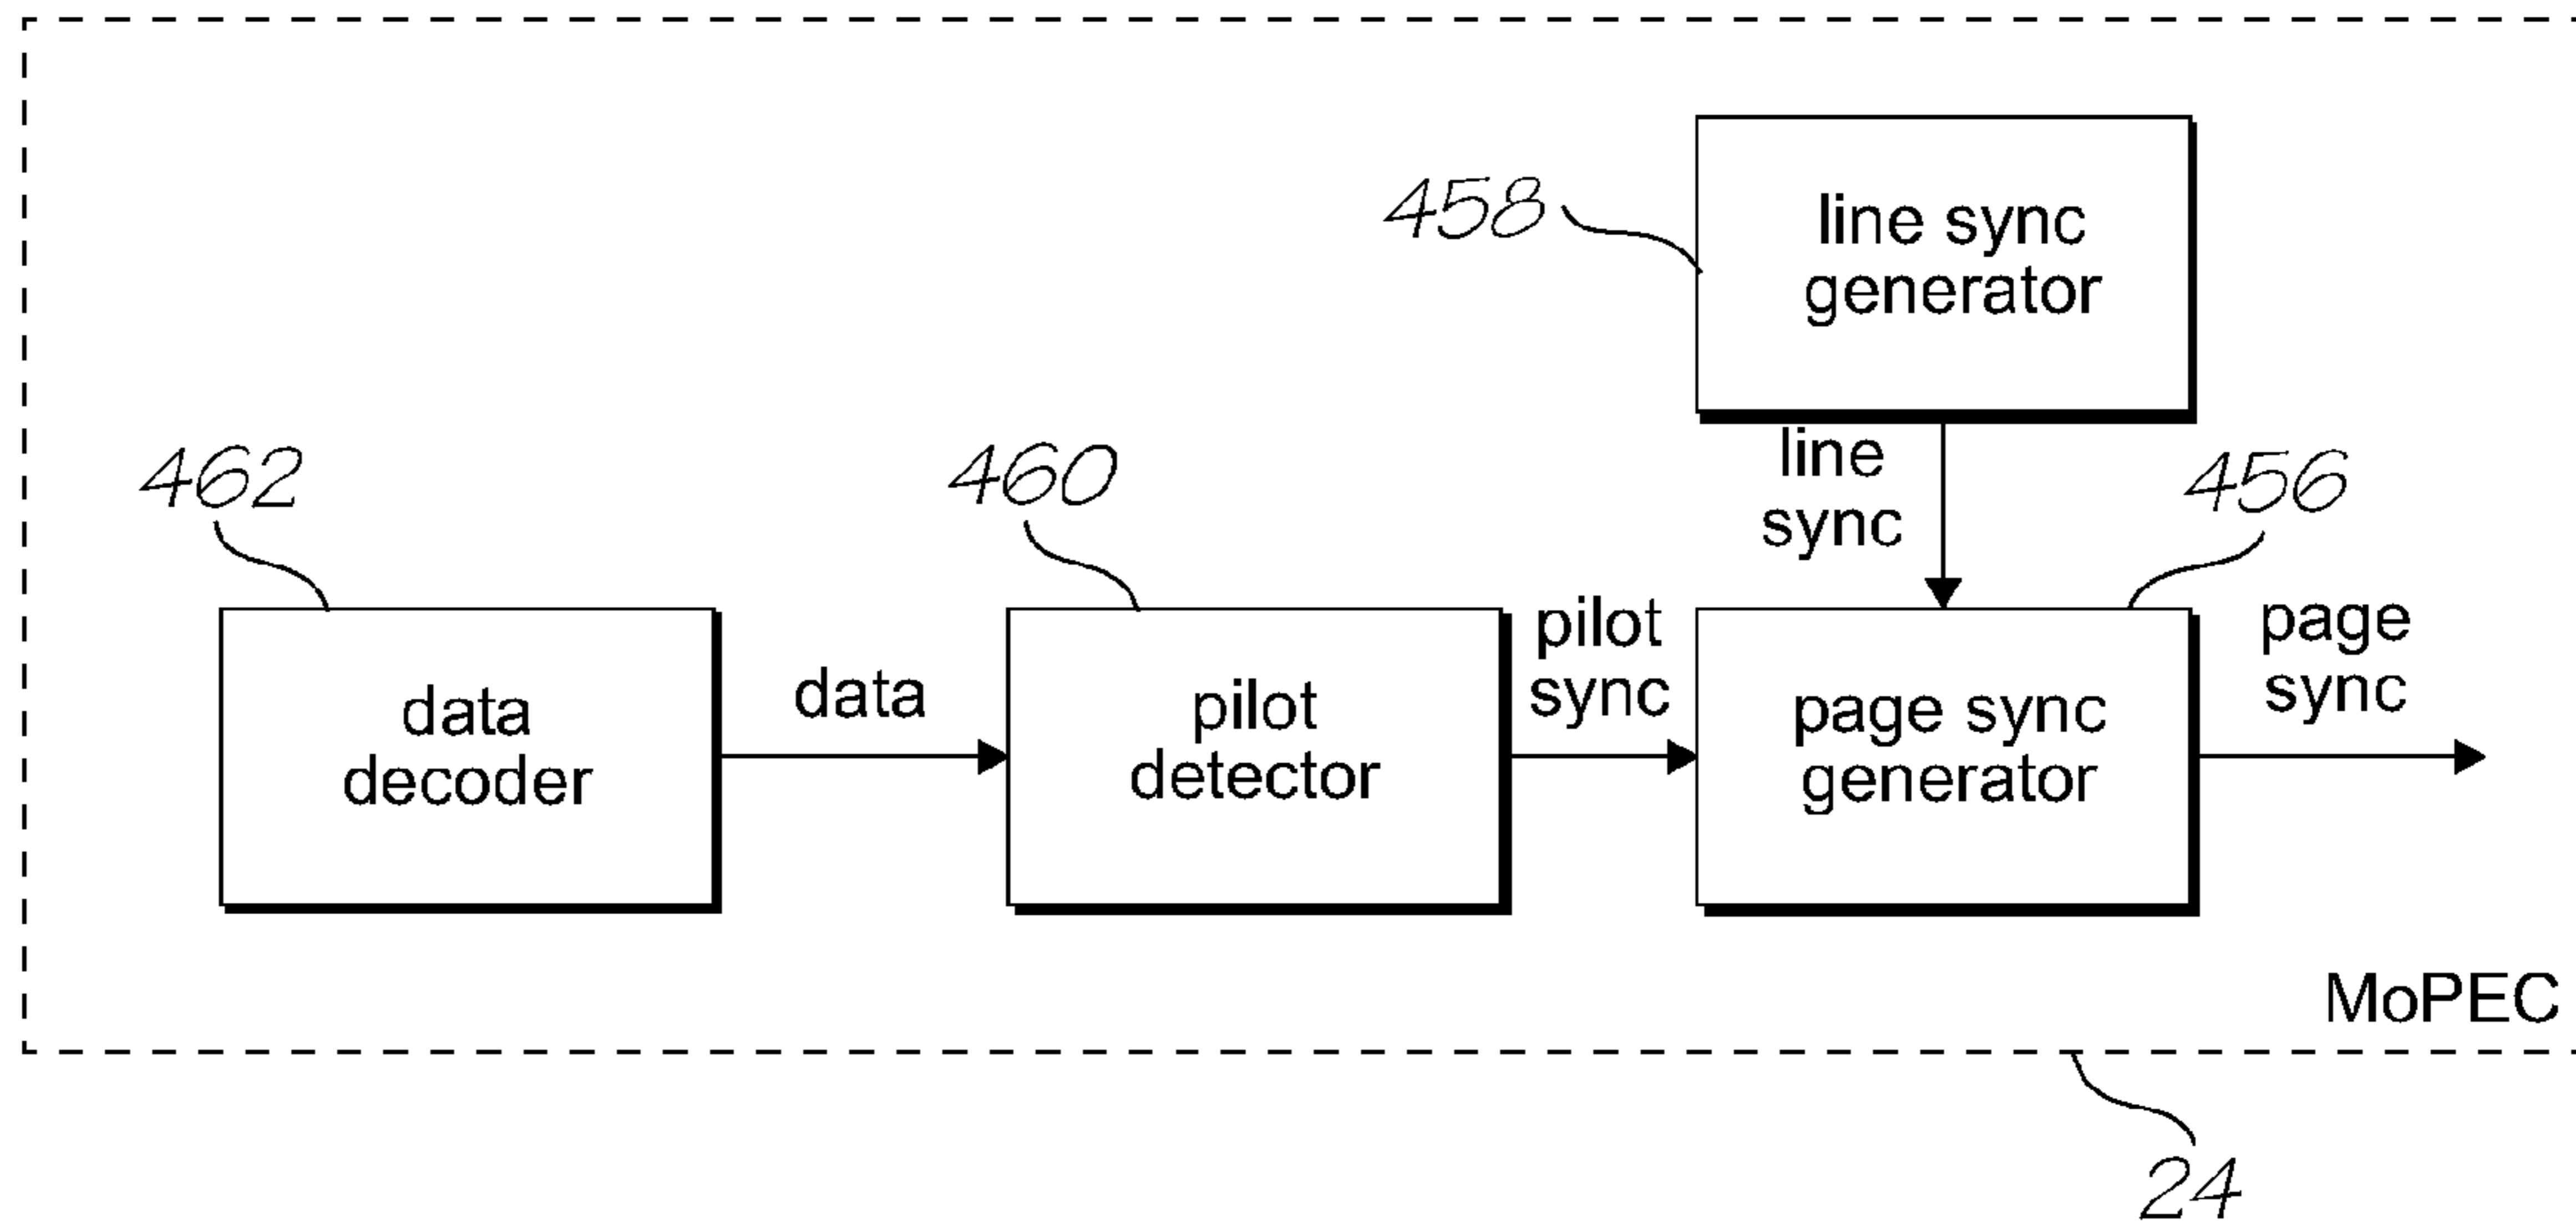 458
line sync
generator
line
sync
462
460
456
data
decoder
data
pilot
detector
pilot
sync
page sync
generator
page
sync
MoPEC
24